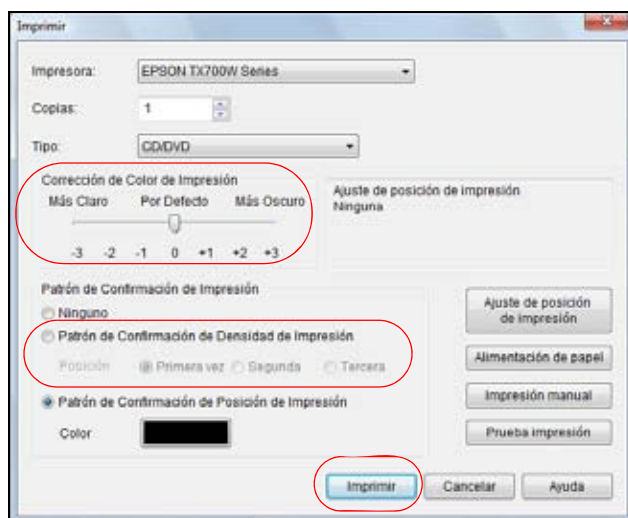 Imprimir
Impresora: EPSON TX700W Series
Copias: 1
Tipo: CD/DVD
Corrección de Color de Impresión
Más Claro Por Defecto Más Oscuro
-3 -2 -1 0 +1 +2 +3
Ajuste de posición de impresión
Ninguna
Patrón de Confirmación de Impresión
Ninguno
Patrón de Confirmación de Densidad de Impresión
Posición Primera vez Segunda Tercera
Patrón de Confirmación de Posición de Impresión
Color
Ajuste de posición
de impresión
Alimentación de papel
Impresión manual
Prueba impresión
Imprimir Cancelar Ayuda